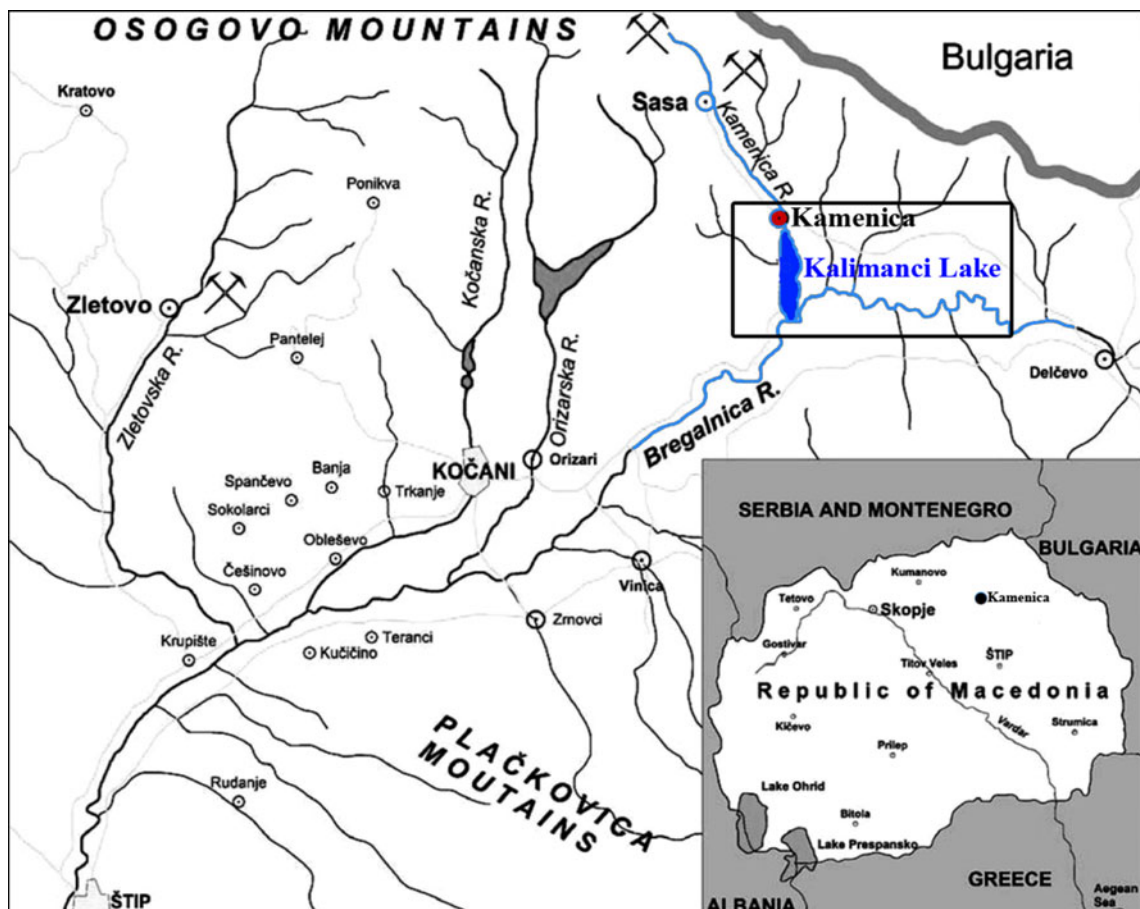 OSOGOVO MOUNTAINS
Bulgaria
Kratovo
Sasa
Kamenica R.
Ponikva
Kočanska R.
Kamenica
Kalimanci Lake
Zletovo
Zletovska R.
Pantelej
Orizarska R.
Delčevo
Bregalnica R.
KOČANI
Orizari
Banja
Spančevo
Trkanje
Sokolarci
Obleševo
Češinovo
Vinica
Zrnovci
Teranci
Krupište
Kučičino
PLAČKOVICA
MOUTAINS
Rudanje
ŠTIP
SERBIA AND MONTENEGRO
BULGARIA
Kumanovo
Kamenica
Tetovo
Skopje
Gostivar
Titov Veles
ŠTIP
Republic of Macedonia
Kičevo
Vardar
Strumica
Prilep
Lake Ohrid
Bitola
Lake Prespansko
GREECE
Aegean
Sea
ALBANIA